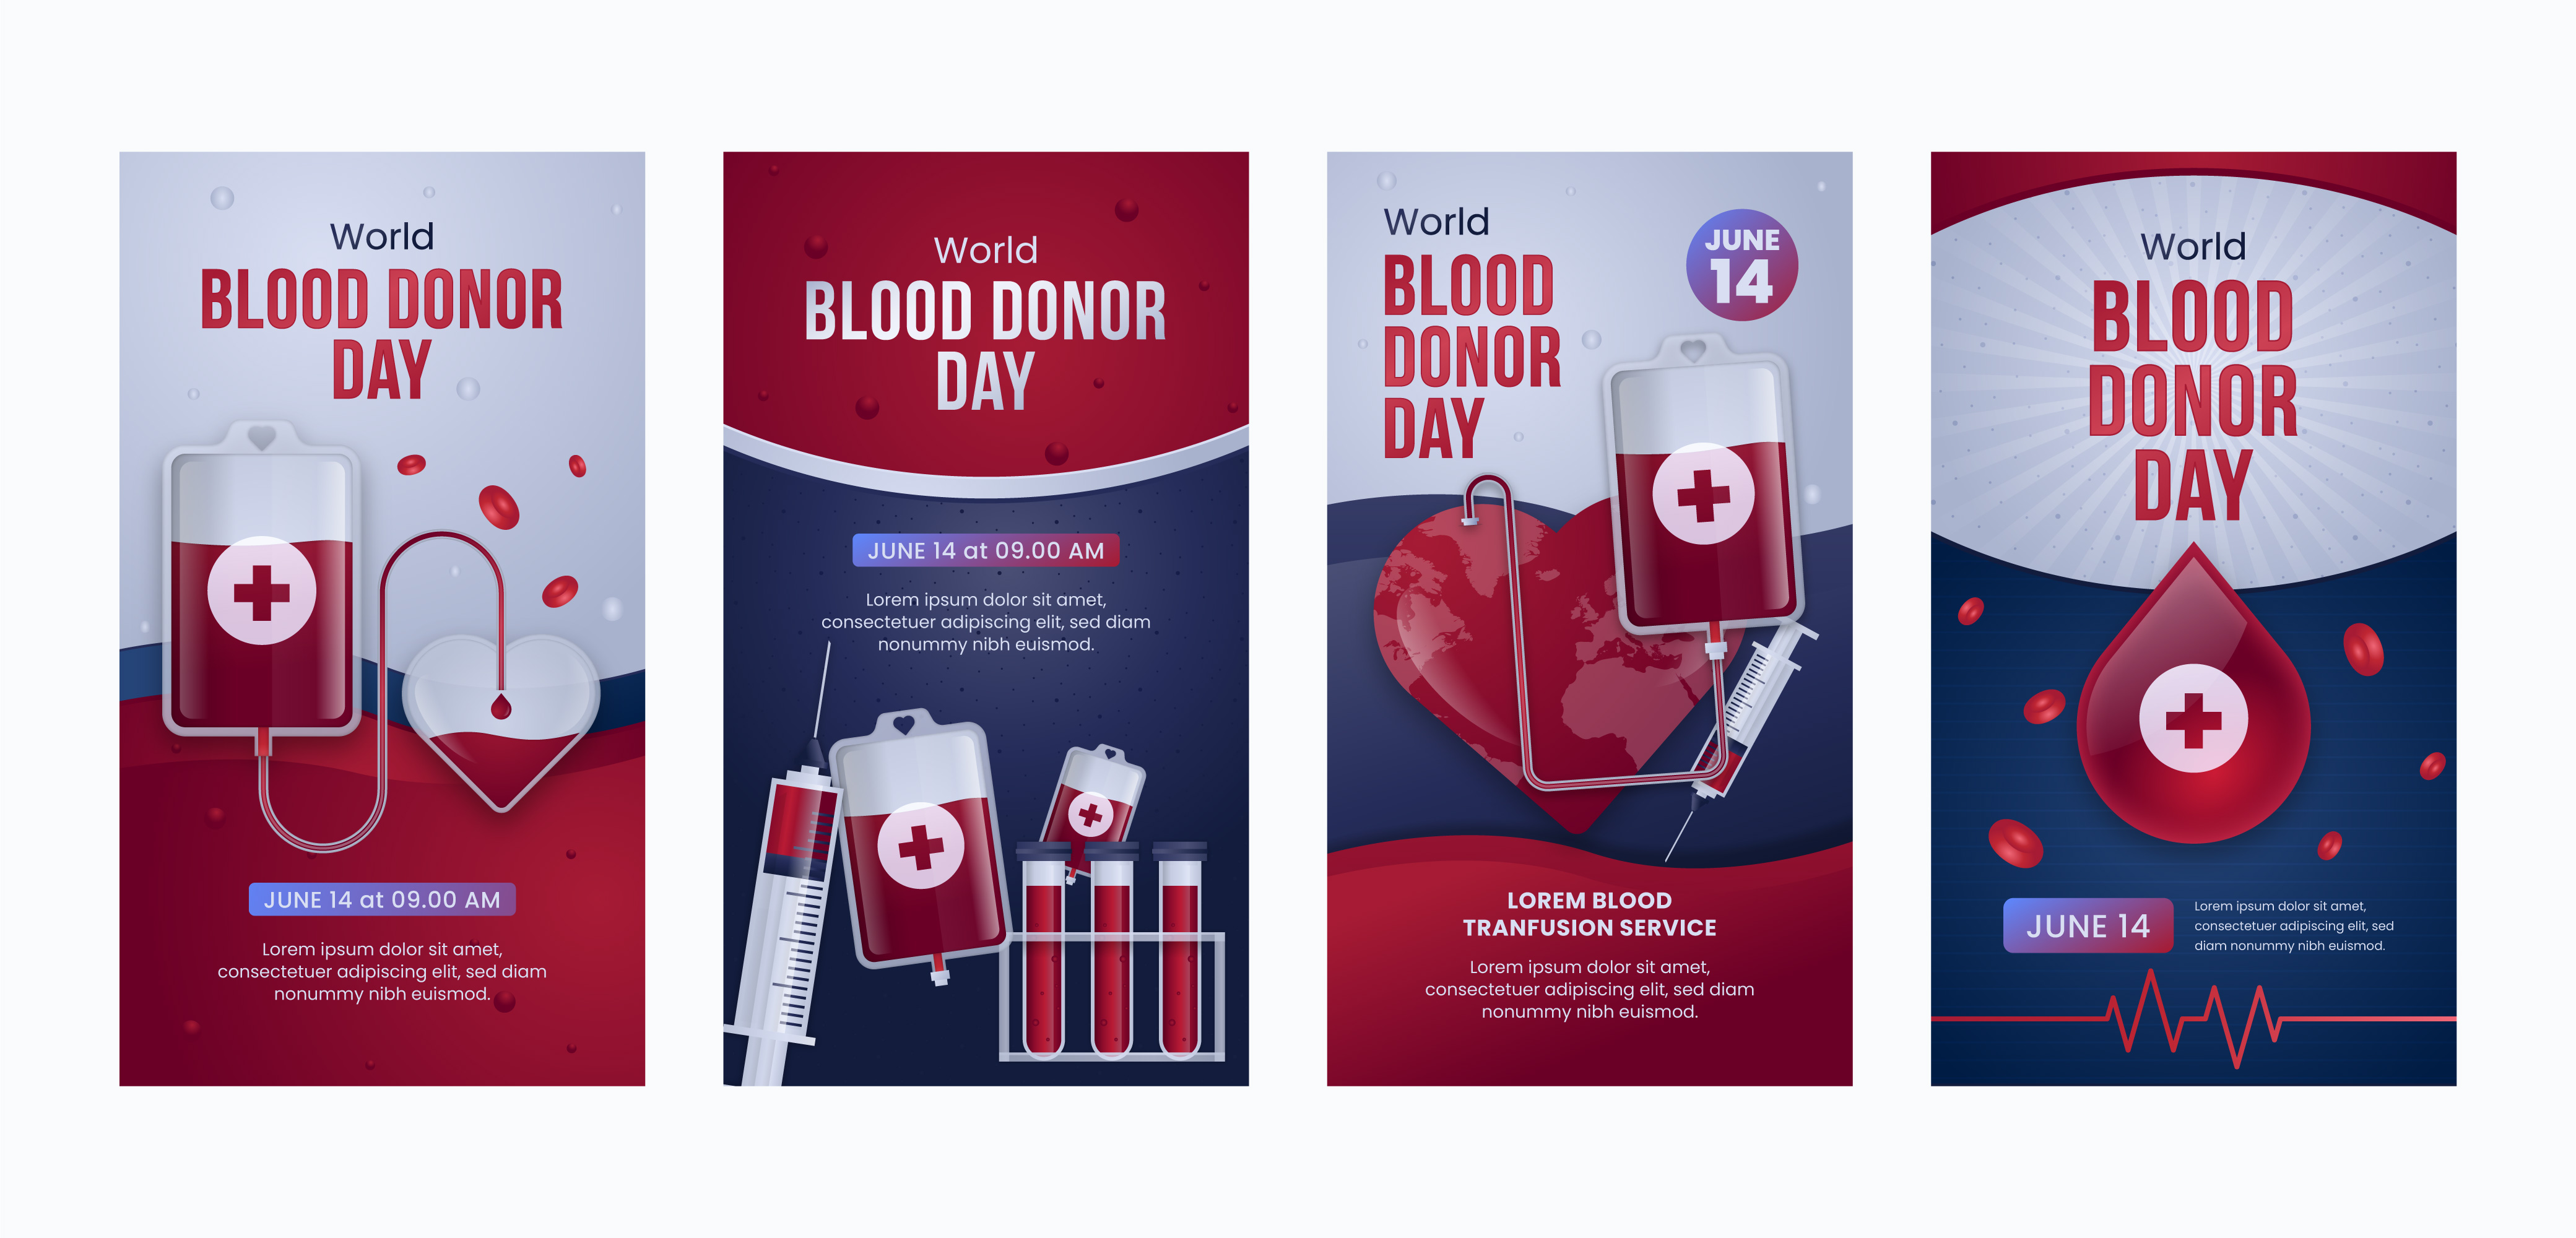 World
BLOOD DONOR
DAY
JUNE 14 at 09.00 AM
Lorem ipsum dolor sit amet,
consectetuer adipiscing elit, sed diam
nonummy nibh euismod.
World
BLOOD DONOR
DAY
JUNE 14 at 09.00 AM
Lorem ipsum dolor sit amet,
consectetuer adipiscing elit, sed diam
nonummy nibh euismod.
World
BLOOD
DONOR
DAY
JUNE
14
LOREM BLOOD
TRANFUSION SERVICE
Lorem ipsum dolor sit amet,
consectetuer adipiscing elit, sed diam
nonummy nibh euismod.
World
BLOOD
DONOR
DAY
JUNE 14
Lorem ipsum dolor sit amet,
consectetuer adipiscing elit, sed
diam nonummy nibh euismod.